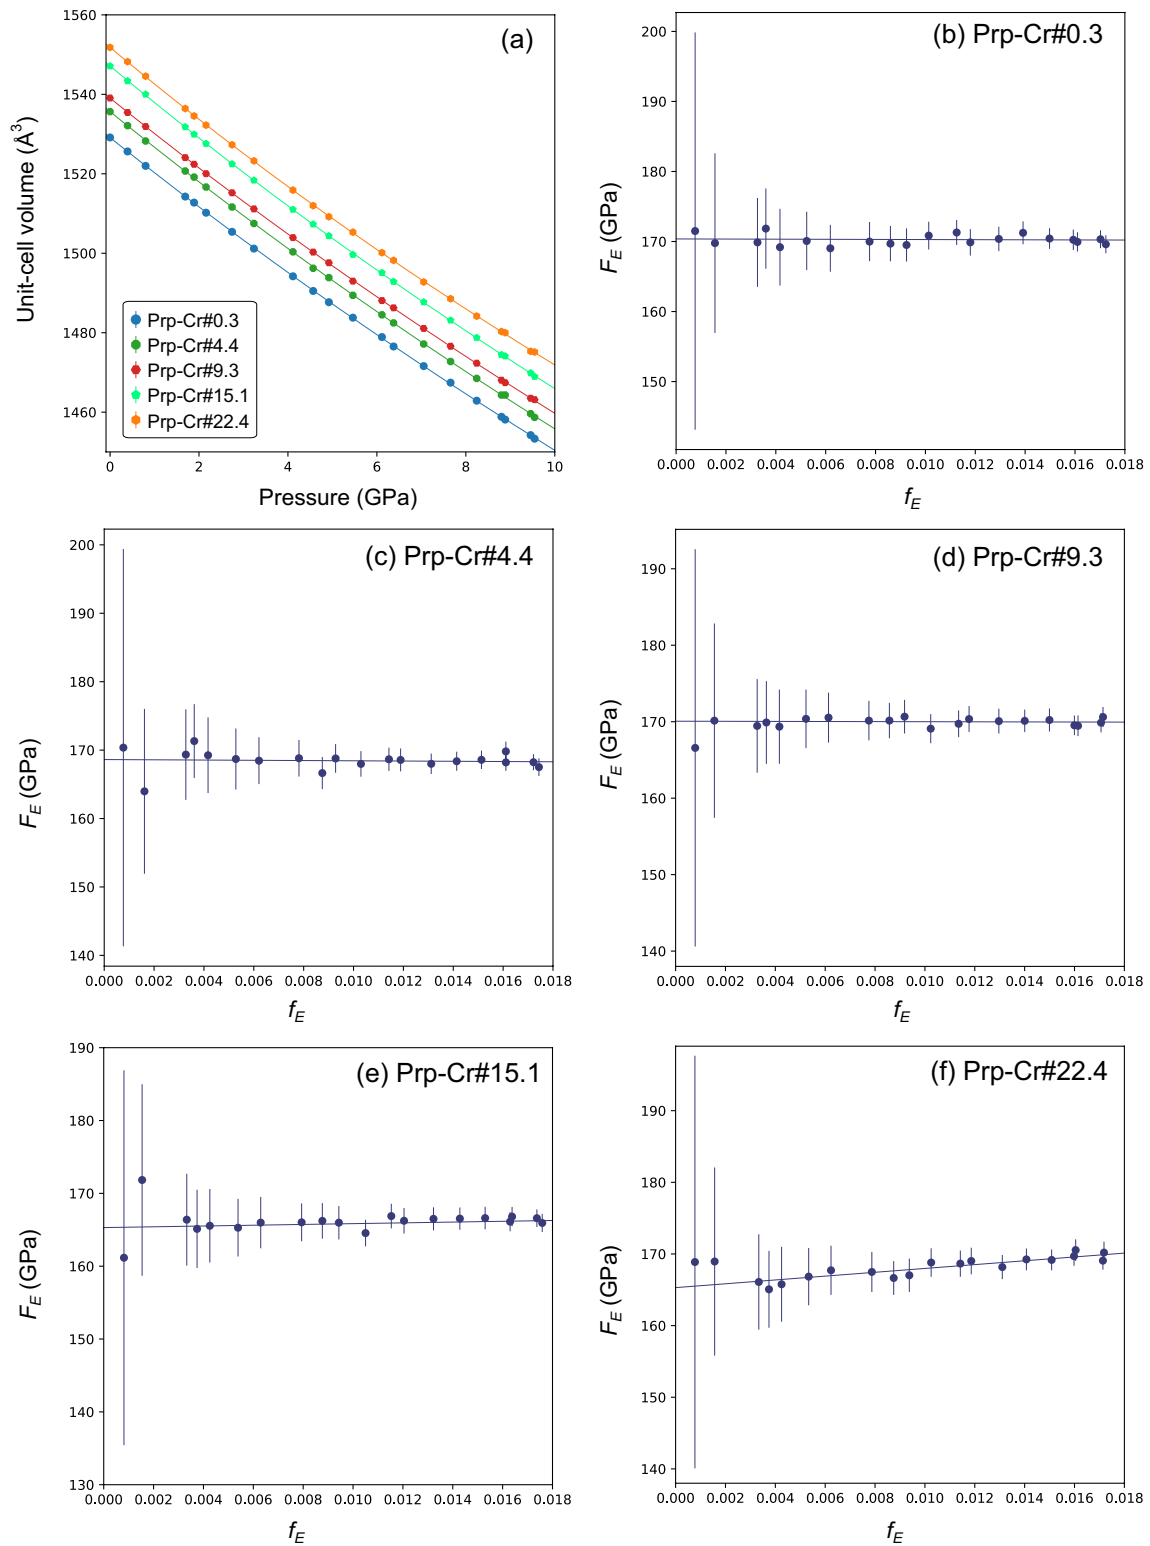 (a)
1560
1540
1520
1500
1480
1460
Unit-cell volume (Å³)
Prp-Cr#0.3
Prp-Cr#4.4
Prp-Cr#9.3
Prp-Cr#15.1
Prp-Cr#22.4
0 2 4 6 8 10
Pressure (GPa)
(b) Prp-Cr#0.3
200
190
180
170
160
150
F_E (GPa)
0.000 0.002 0.004 0.006 0.008 0.010 0.012 0.014 0.016 0.018
f_E
(c) Prp-Cr#4.4
200
190
180
170
160
150
140
F_E (GPa)
0.000 0.002 0.004 0.006 0.008 0.010 0.012 0.014 0.016 0.018
f_E
(d) Prp-Cr#9.3
190
180
170
160
150
140
F_E (GPa)
0.000 0.002 0.004 0.006 0.008 0.010 0.012 0.014 0.016 0.018
f_E
(e) Prp-Cr#15.1
190
180
170
160
150
140
130
F_E (GPa)
0.000 0.002 0.004 0.006 0.008 0.010 0.012 0.014 0.016 0.018
f_E
(f) Prp-Cr#22.4
190
180
170
160
150
140
F_E (GPa)
0.000 0.002 0.004 0.006 0.008 0.010 0.012 0.014 0.016 0.018
f_E